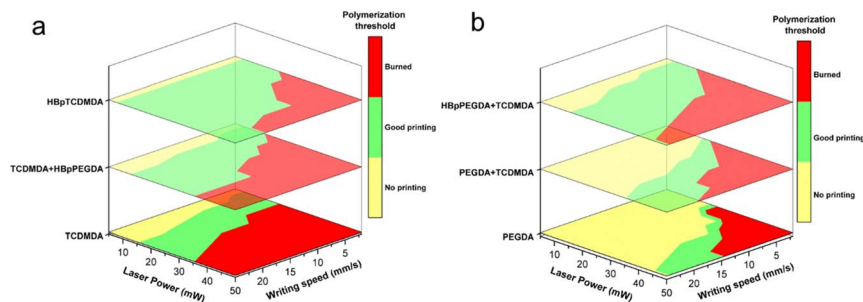 a
Polymerization
threshold
Burned
Good printing
No printing
HBpTCDMDA
TCDMDA+HBpPEGDA
TCDMDA
10
20
30
40
50
Laser Power (mW)
20
15
10
5
Writing speed (mm/s)
b
Polymerization
threshold
Burned
Good printing
No printing
HBpPEGDA+TCDMDA
PEGDA+TCDMDA
PEGDA
10
20
30
40
50
Laser Power (mW)
20
15
10
5
Writing speed (mm/s)